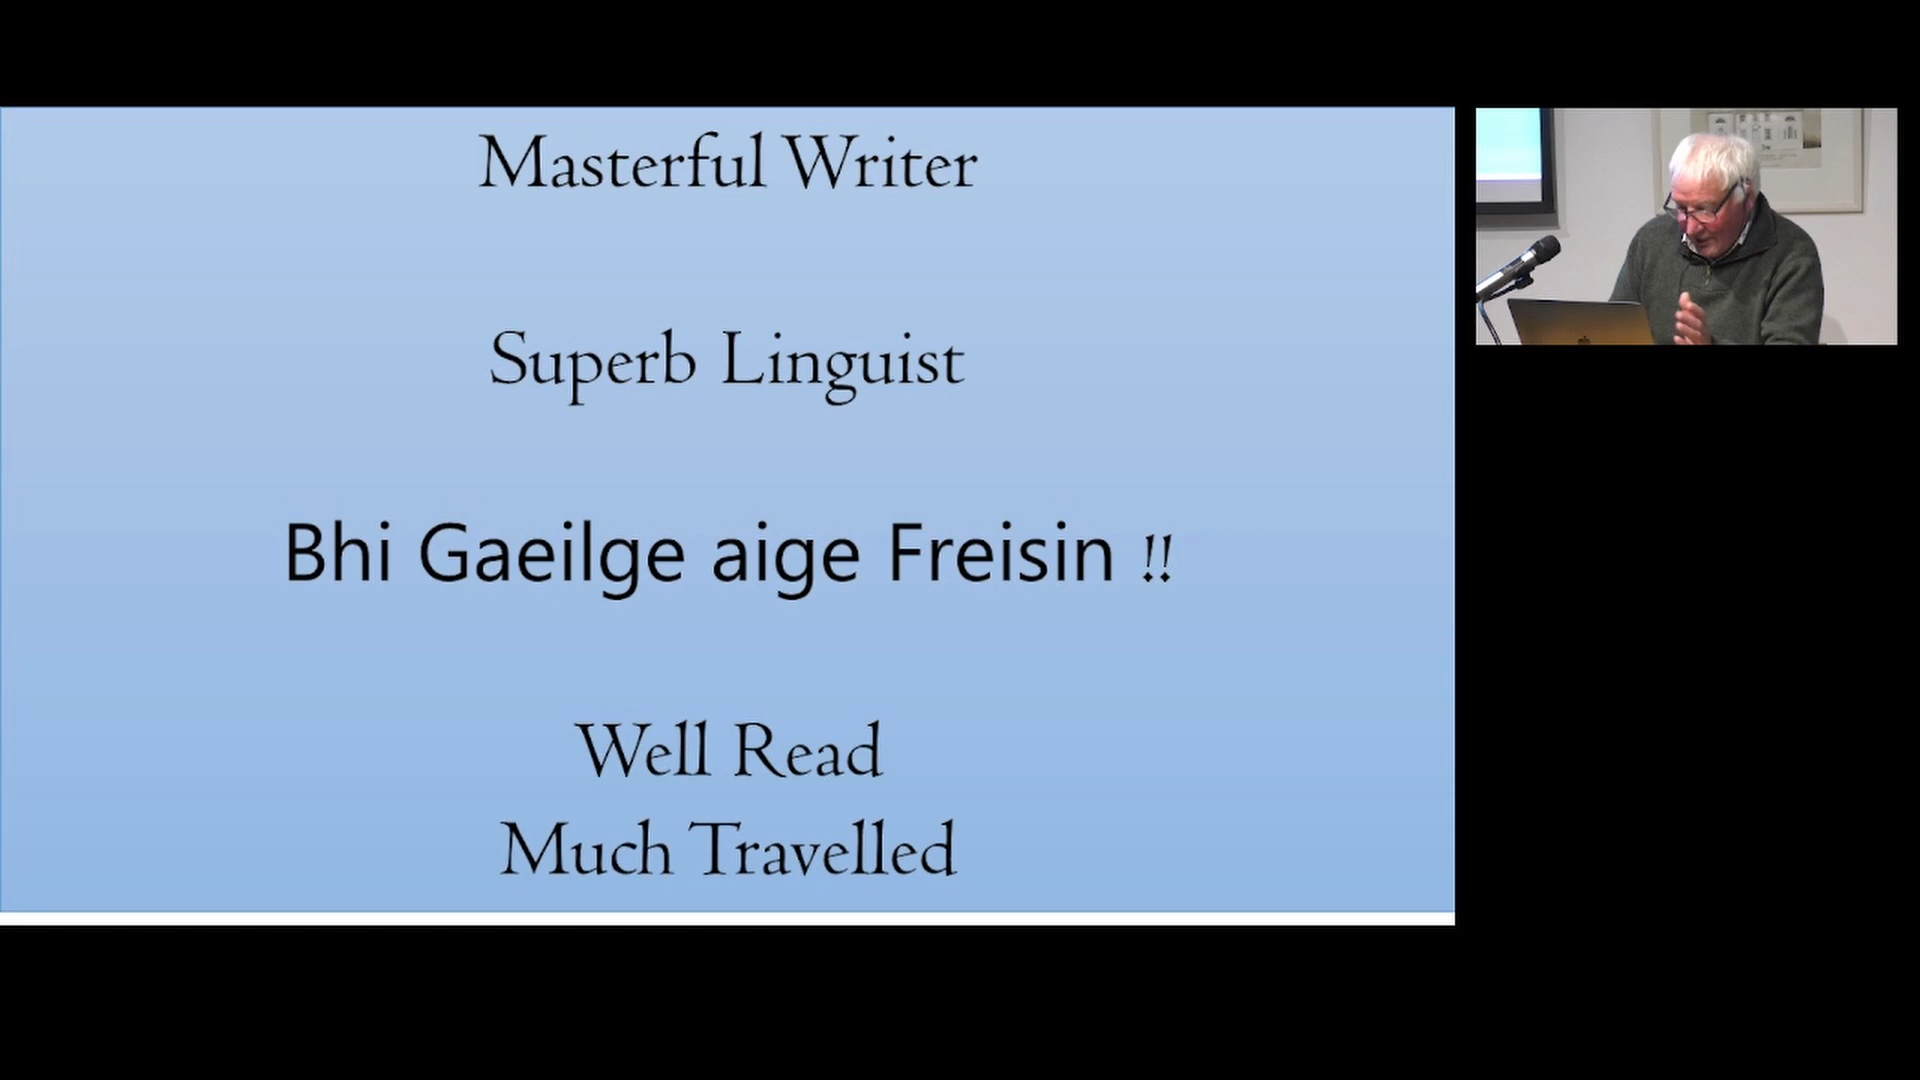 Masterful Writer
Superb Linguist
Bhi Gaeilge aige Freisin !!
Well Read
Much Travelled